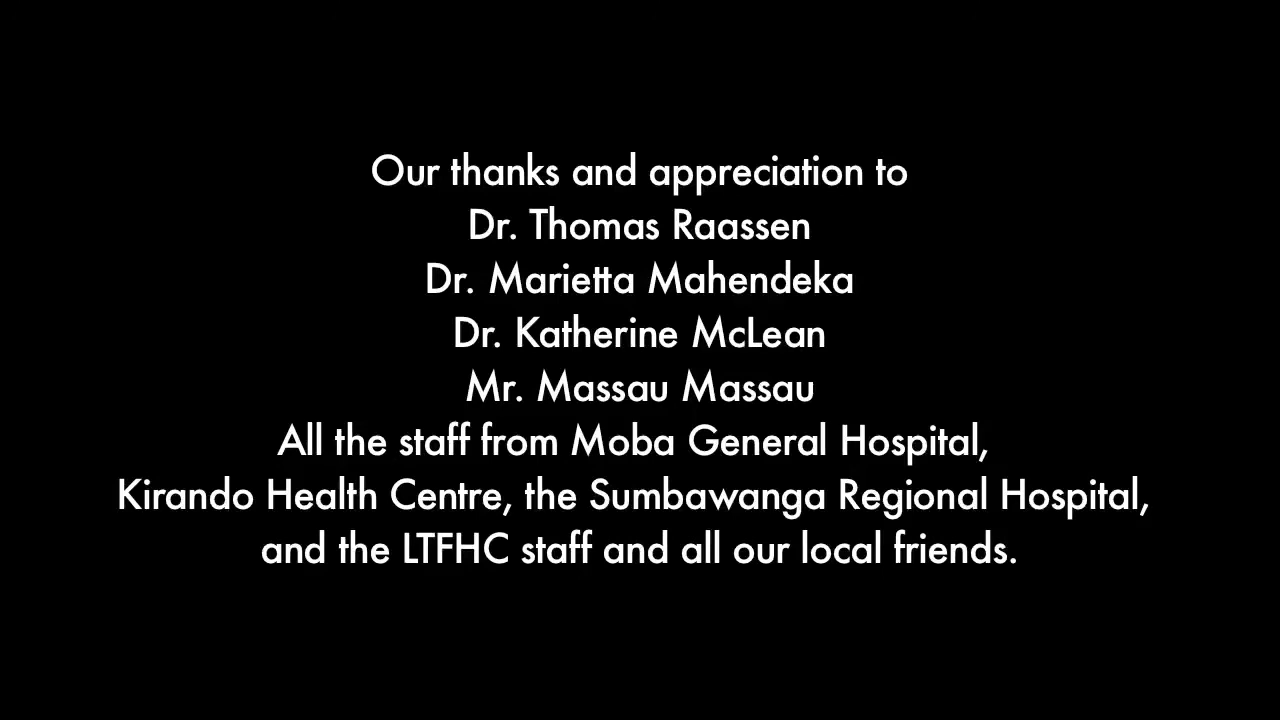 Our thanks and appreciation to
Dr. Thomas Raassen
Dr. Marietta Mahendeka
Dr. Katherine McLean
Mr. Massau Massau
All the staff from Moba General Hospital,
Kirando Health Centre, the Sumbawanga Regional Hospital,
and the LTFHC staff and all our local friends.